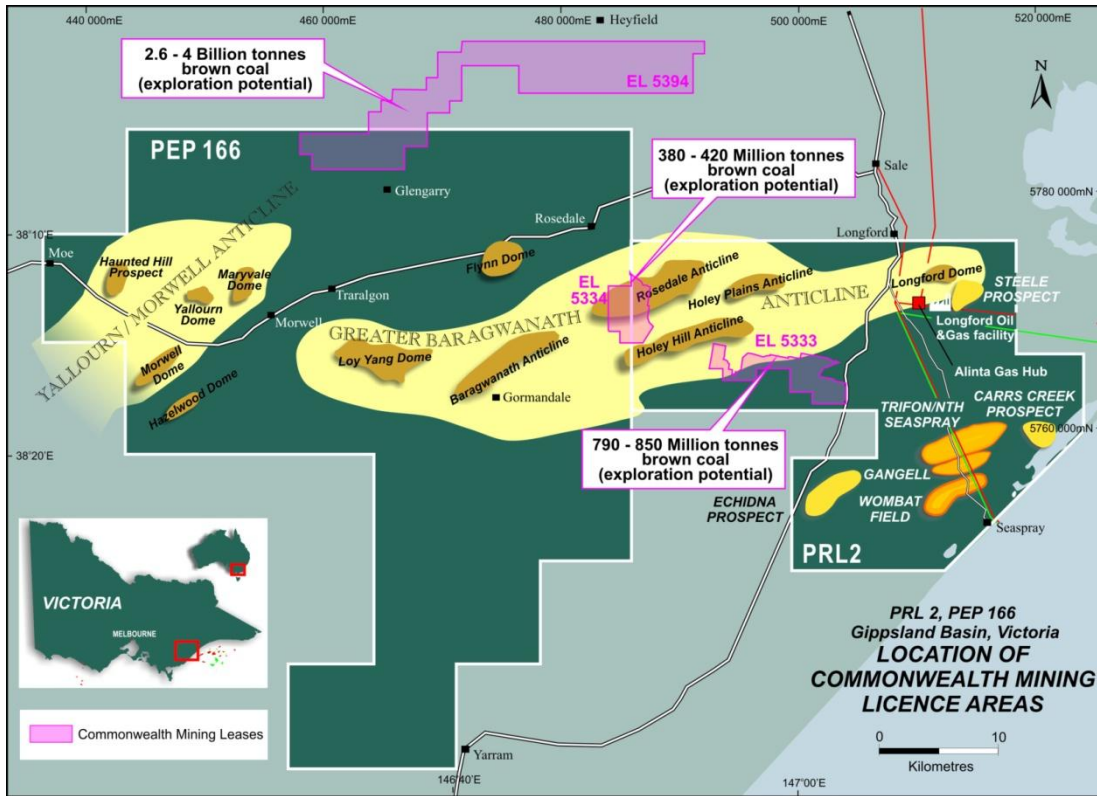 440 000mE
460 000mE
480 000mE
500 000mE
520 000mE
Heyfield
2.6 - 4 Billion tonnes
brown coal
(exploration potential)
EL 5394
N
PEP 166
380 - 420 Million tonnes
brown coal
(exploration potential)
Sale
Glengarry
5780 000mN
38°10'E
Rosedale
Longford
Moe
YALLOURN / MORWELL ANTICLINE
Haunted Hill
Prospect
Maryvale
Dome
Yallourn
Dome
Flynn Dome
EL
5334
Rosedale Anticline
Holey Plains Anticline
Longford Dome
STEELE
PROSPECT
Traralgon
Morwell
GREATER BARAGWANATH
ANTICLINE
Longford Oil
&Gas facility
Morwell
Dome
Hazelwood Dome
Loy Yang Dome
Baragwanath Anticline
Holey Hill Anticline
EL 5333
Alinta Gas Hub
Gormandale
TRIFON/NTH
SEASPRAY
CARRS CREEK
PROSPECT
5760 000mN
38°20'E
790 - 850 Million tonnes
brown coal
(exploration potential)
GANGELL
ECHIDNA
PROSPECT
WOMBAT
FIELD
Seaspray
PRL2
VICTORIA
MELBOURNE
PRL 2, PEP 166
Gippsland Basin, Victoria
LOCATION OF
COMMONWEALTH MINING
LICENCE AREAS
Commonwealth Mining Leases
Yarram
0
10
Kilometres
146°40'E
147°00'E